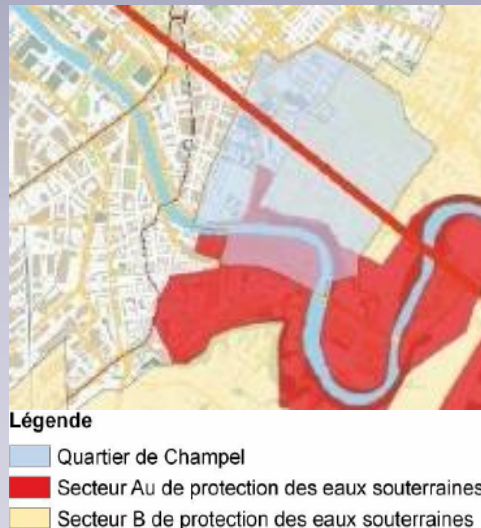 Légende
Quartier de Champel
Secteur Au de protection des eaux souterraines
Secteur B de protection des eaux souterraines